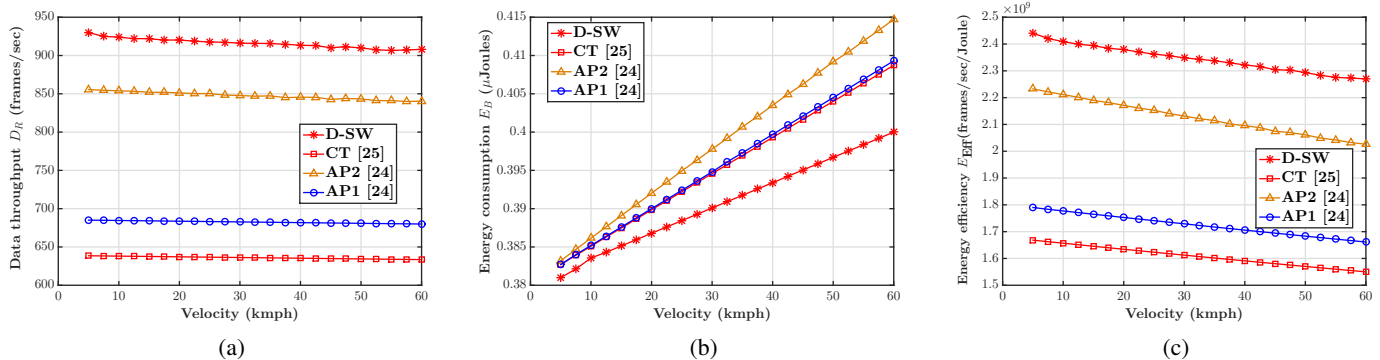 950
900
850
800
750
700
650
600
0
10
20
30
40
50
60
Data throughput D_R (frames/sec)
Velocity (kmph)
D-SW
CT [25]
AP2 [24]
AP1 [24]
(a)
0.415
0.41
0.405
0.4
0.395
0.39
0.385
0.38
0
10
20
30
40
50
60
Energy consumption E_B (μJoules)
Velocity (kmph)
D-SW
CT [25]
AP2 [24]
AP1 [24]
(b)
×10^9
2.5
2.4
2.3
2.2
2.1
2
1.9
1.8
1.7
1.6
1.5
0
10
20
30
40
50
60
Energy efficiency E_Eff(frames/sec/Joule)
Velocity (kmph)
D-SW
CT [25]
AP2 [24]
AP1 [24]
(c)